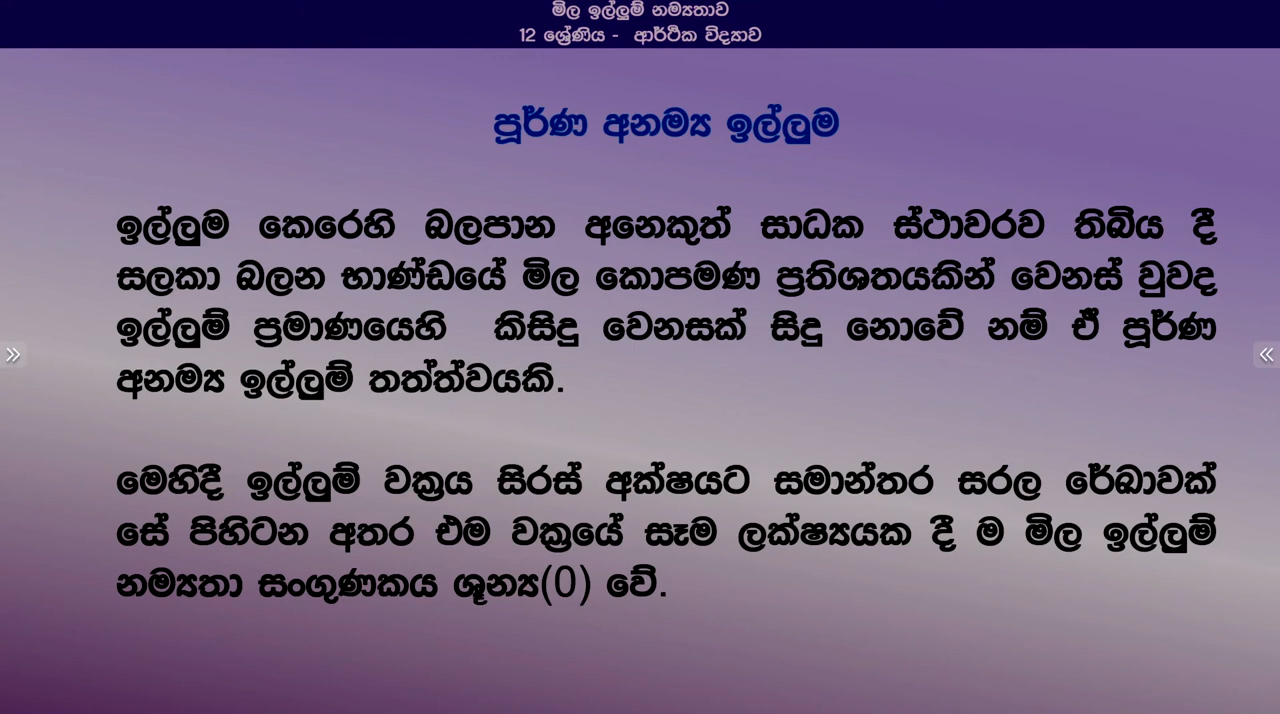 මිල ඉල්ලුම් නම්‍යතාව
12 ශ්‍රේණිය - ආර්ථික විද්‍යාව
පූර්ණ අනම්‍ය ඉල්ලුම
ඉල්ලුම කෙරෙහි බලපාන අනෙකුත් සාධක ස්ථාවරව තිබිය දී
සලකා බලන භාණ්ඩයේ මිල කොපමණ ප්‍රතිශතයකින් වෙනස් වුවද
ඉල්ලුම් ප්‍රමාණයෙහි කිසිදු වෙනසක් සිදු නොවේ නම් ඒ පූර්ණ
අනම්‍ය ඉල්ලුම් තත්ත්වයකි.
මෙහිදී ඉල්ලුම් වක්‍රය සිරස් අක්ෂයට සමාන්තර සරල රේඛාවක්
සේ පිහිටන අතර එම වක්‍රයේ සෑම ලක්ෂ්‍යයක දී ම මිල ඉල්ලුම්
නම්‍යතා සංගුණකය ශූන්‍ය(0) වේ.